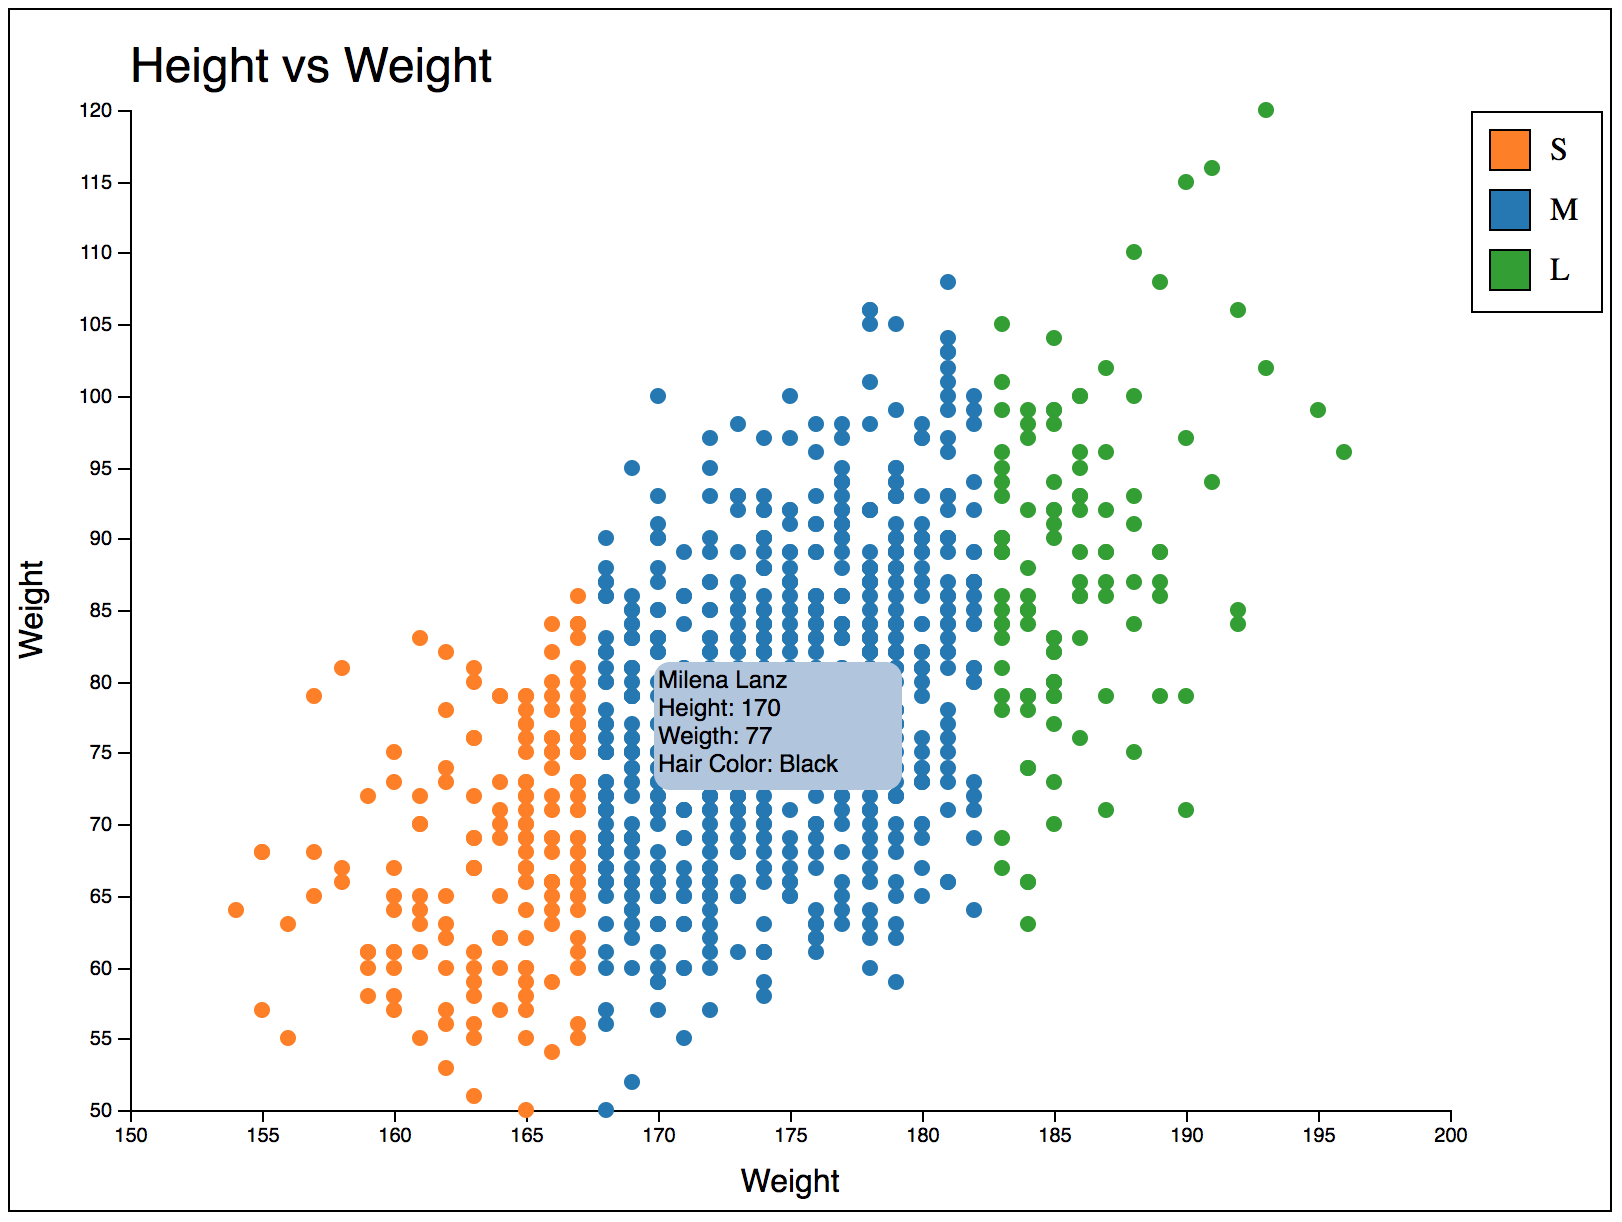 Height vs Weight
120
115
110
105
100
95
90
85
80
75
70
65
60
55
50
Weight
S
M
L
Milena Lanz
Height: 170
Weigth: 77
Hair Color: Black
150 155 160 165 170 175 180 185 190 195 200
Weight